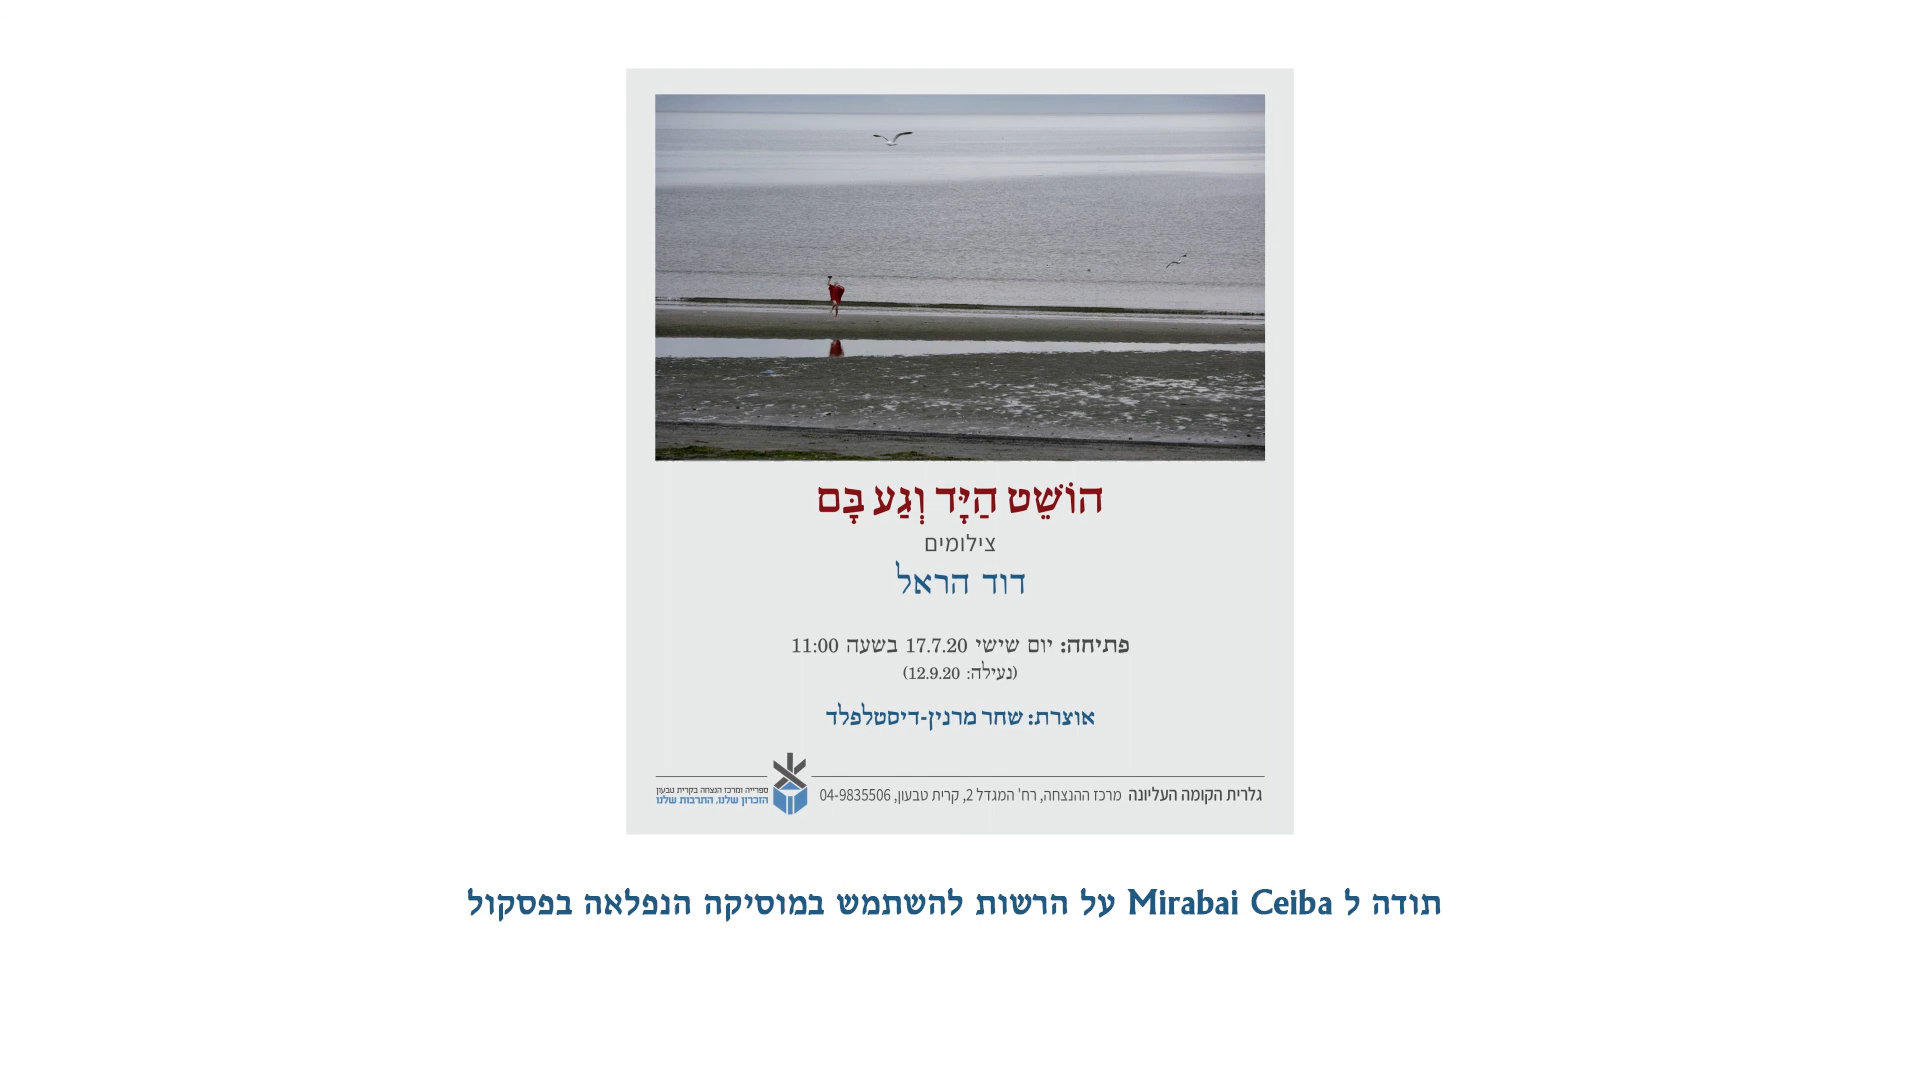 הוֹשֵׁט הַיָּד וְגַע בָּם
צילומים
דוד הראל
פתיחה: יום שישי 17.7.20 בשעה 11:00
(נעילה: 12.9.20)
אוצרת: שחר מרנין-דיסטלפלד
גלרית הקומה העליונה מרכז ההנצחה, רח' המגדל 2, קרית טבעון, 04-9835506
ספרייה ומרכז הנצחה בקרית טבעון
הזכרון שלנו, התרבות שלנו
תודה ל Mirabai Ceiba על הרשות להשתמש במוסיקה הנפלאה בפסקול